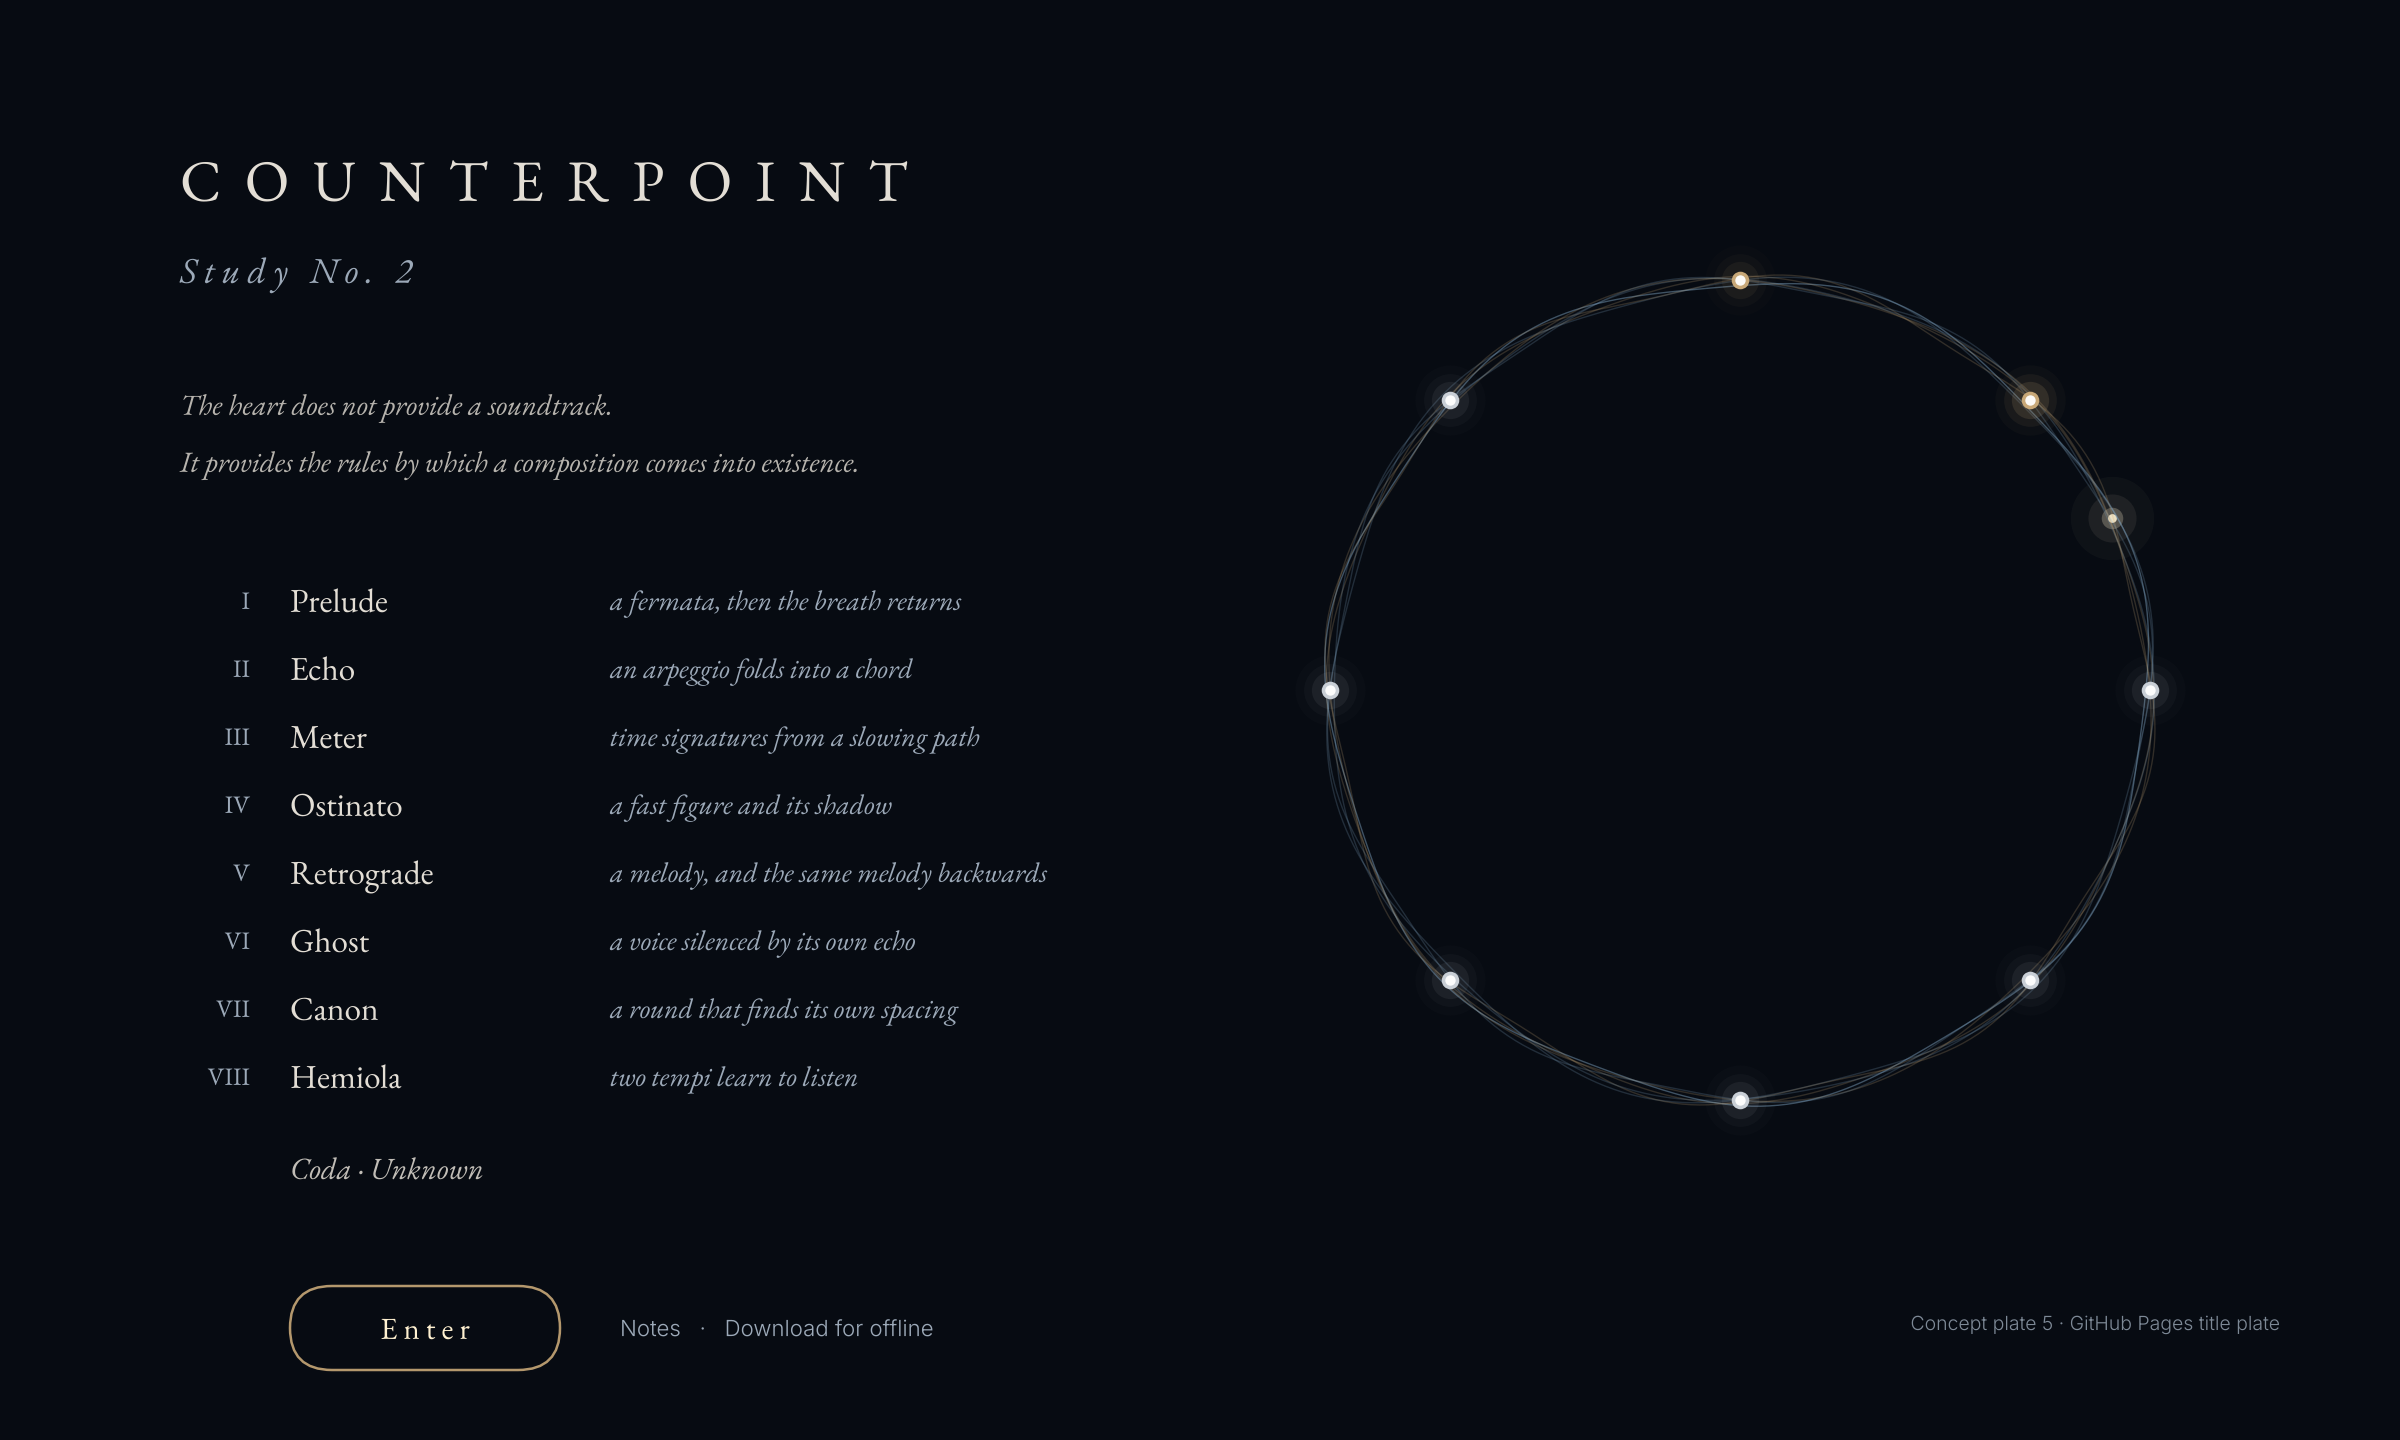 COUNTERPOINT
Study No. 2
The heart does not provide a soundtrack.
It provides the rules by which a composition comes into existence.
I Prelude a fermata, then the breath returns
II Echo an arpeggio folds into a chord
III Meter time signatures from a slowing path
IV Ostinato a fast figure and its shadow
V Retrograde a melody, and the same melody backwards
VI Ghost a voice silenced by its own echo
VII Canon a round that finds its own spacing
VIII Hemiola two tempi learn to listen
Coda · Unknown
Enter Notes · Download for offline
Concept plate 5 · GitHub Pages title plate